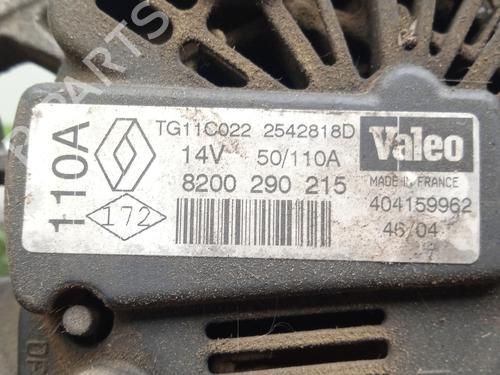 TG11C022 2542818D
14V 50/110A
8200 290 215
110A
172
Valeo
MADE IN FRANCE
404159962
46/04